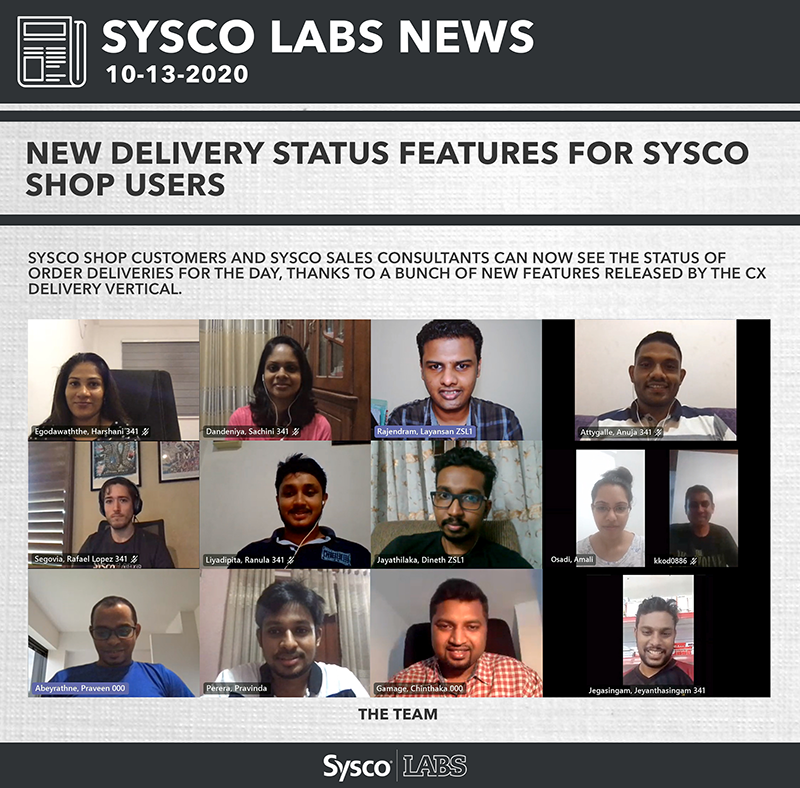 SYSCO LABS NEWS
10-13-2020
NEW DELIVERY STATUS FEATURES FOR SYSCO
SHOP USERS
SYSCO SHOP CUSTOMERS AND SYSCO SALES CONSULTANTS CAN NOW SEE THE STATUS OF
ORDER DELIVERIES FOR THE DAY, THANKS TO A BUNCH OF NEW FEATURES RELEASED BY THE CX
DELIVERY VERTICAL.
Egodawaththe, Harshani 341
Dandeniya, Sachini 341
Rajendram, Layansan ZSL1
Attygalle, Anuja 341
Segovia, Rafael Lopez 341
Liyadipita, Ranula 341
Jayathilaka, Dineth ZSL1
Osadi, Amali
kkod0886
Abeyrathne, Praveen 000
Perera, Pravinda
Gamage, Chinthaka 000
Jegasingam, Jeyanthasingam 341
THE TEAM
Sysco LABS